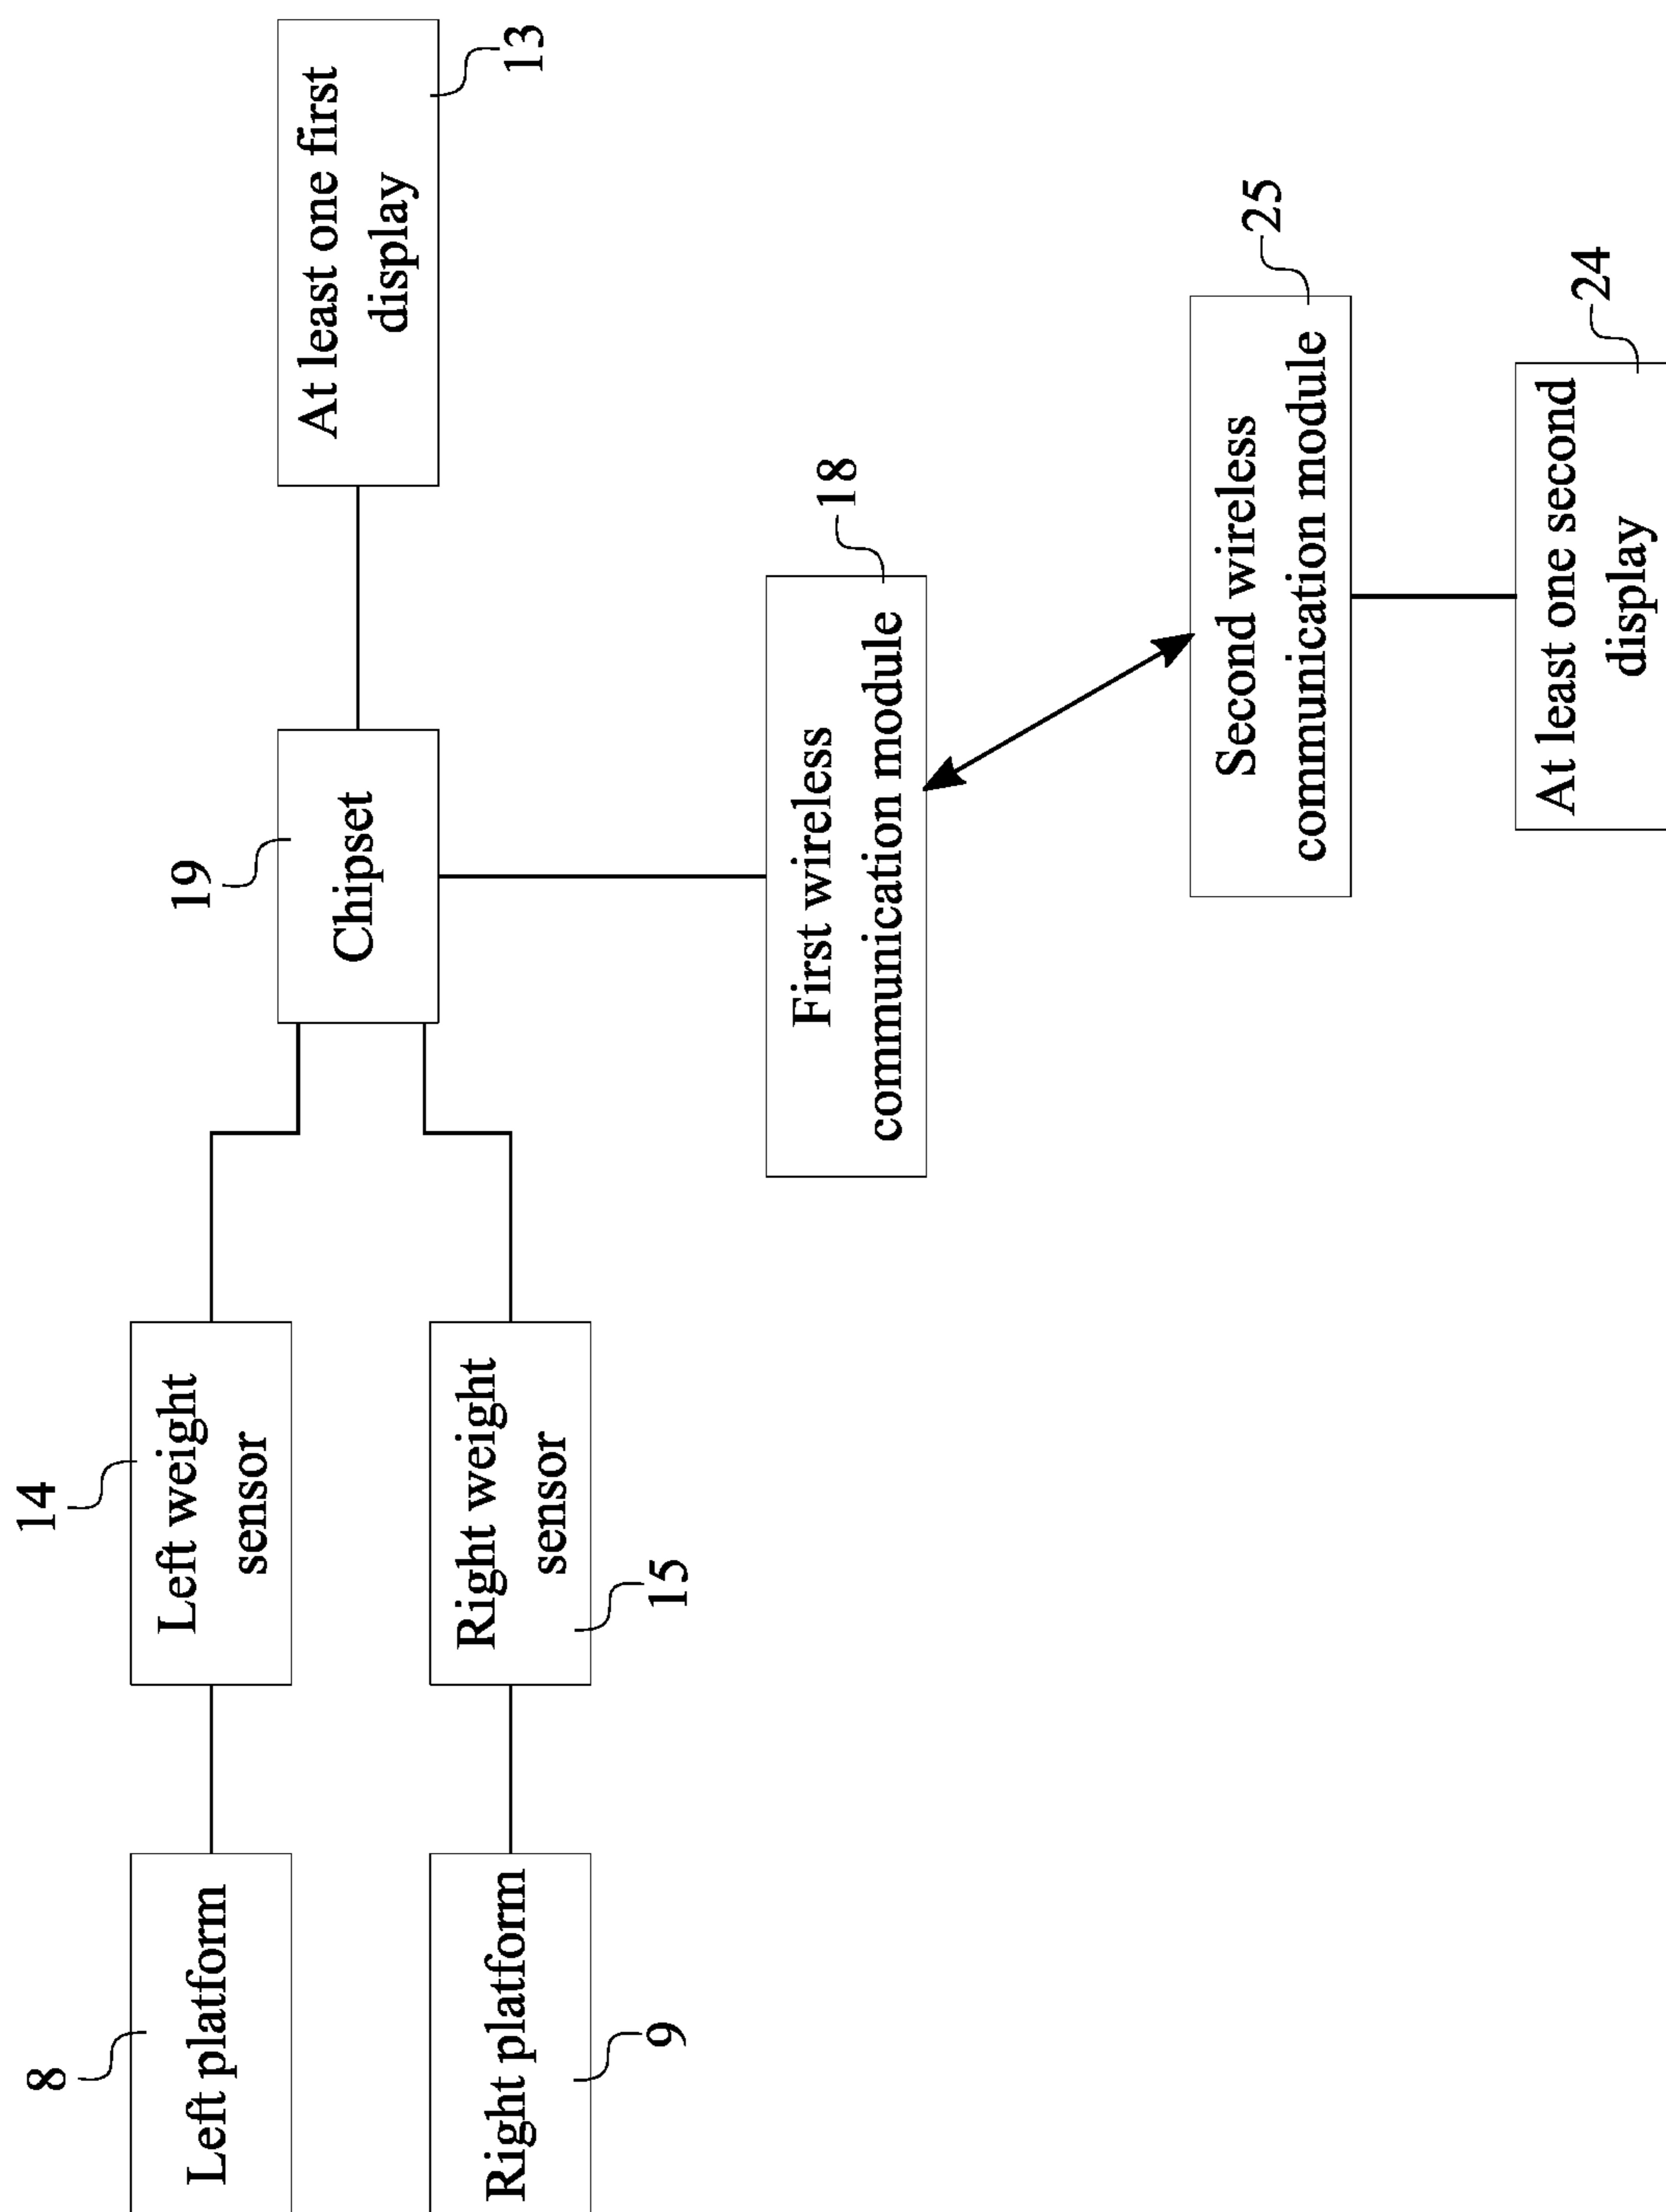 8
Left platform
14
Left weight
sensor
19
Chipset
At least one first
display
13
Right platform
9
Right weight
sensor
15
First wireless
communication module
18
Second wireless
communication module
25
At least one second
display
24